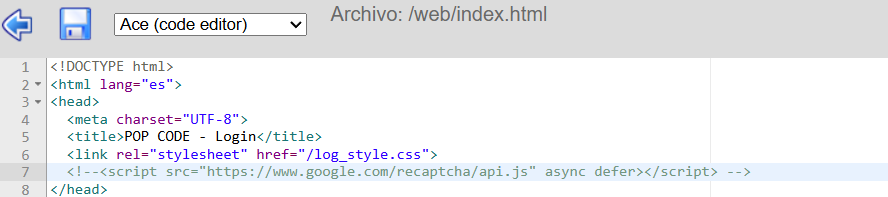 Ace (code editor) Archivo: /web/index.html
1 <!DOCTYPE html>
2 <html lang="es">
3 <head>
4 <meta charset="UTF-8">
5 <title>POP CODE - Login</title>
6 <link rel="stylesheet" href="/log_style.css">
7 <!--<script src="https://www.google.com/recaptcha/api.js" async defer></script> -->
8 </head>